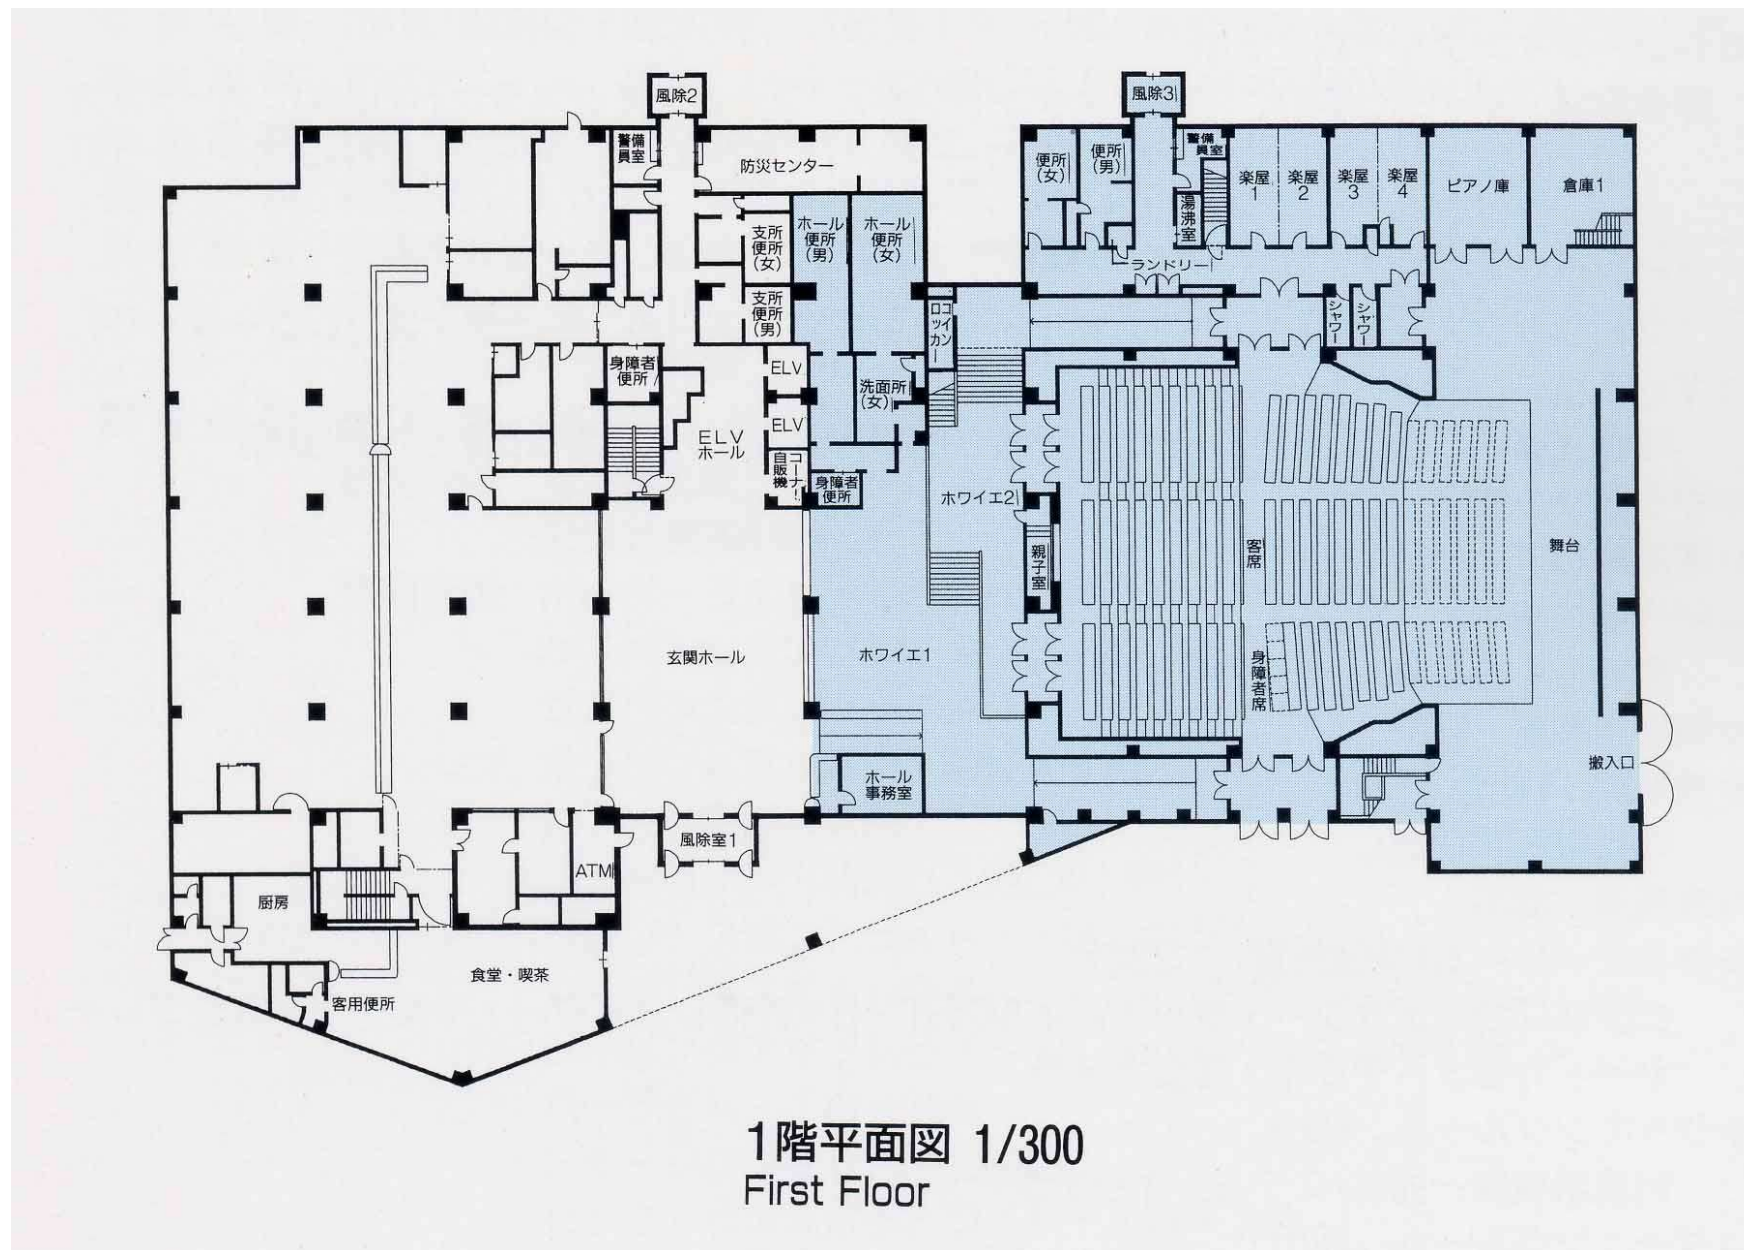 風除2
風除3
警備
員室
防災センター
便所
(女)
便所
(男)
警備
員室
楽屋
1
楽屋
2
楽屋
3
楽屋
4
ピアノ庫
倉庫1
湯沸室
支所
便所
(女)
ホール
便所
(男)
ホール
便所
(女)
ランドリー
支所
便所
(男)
コイン
ロッカー
シャワー
シャワー
身障者
便所
ELV
洗面所
(女)
ELV
ELV
ホール
自販機
コーナー
身障者
便所
ホワイエ2
親子室
客席
舞台
玄関ホール
ホワイエ1
身障者席
ホール
事務室
搬入口
風除室1
ATM
厨房
食堂・喫茶
客用便所
1階平面図 1/300
First Floor